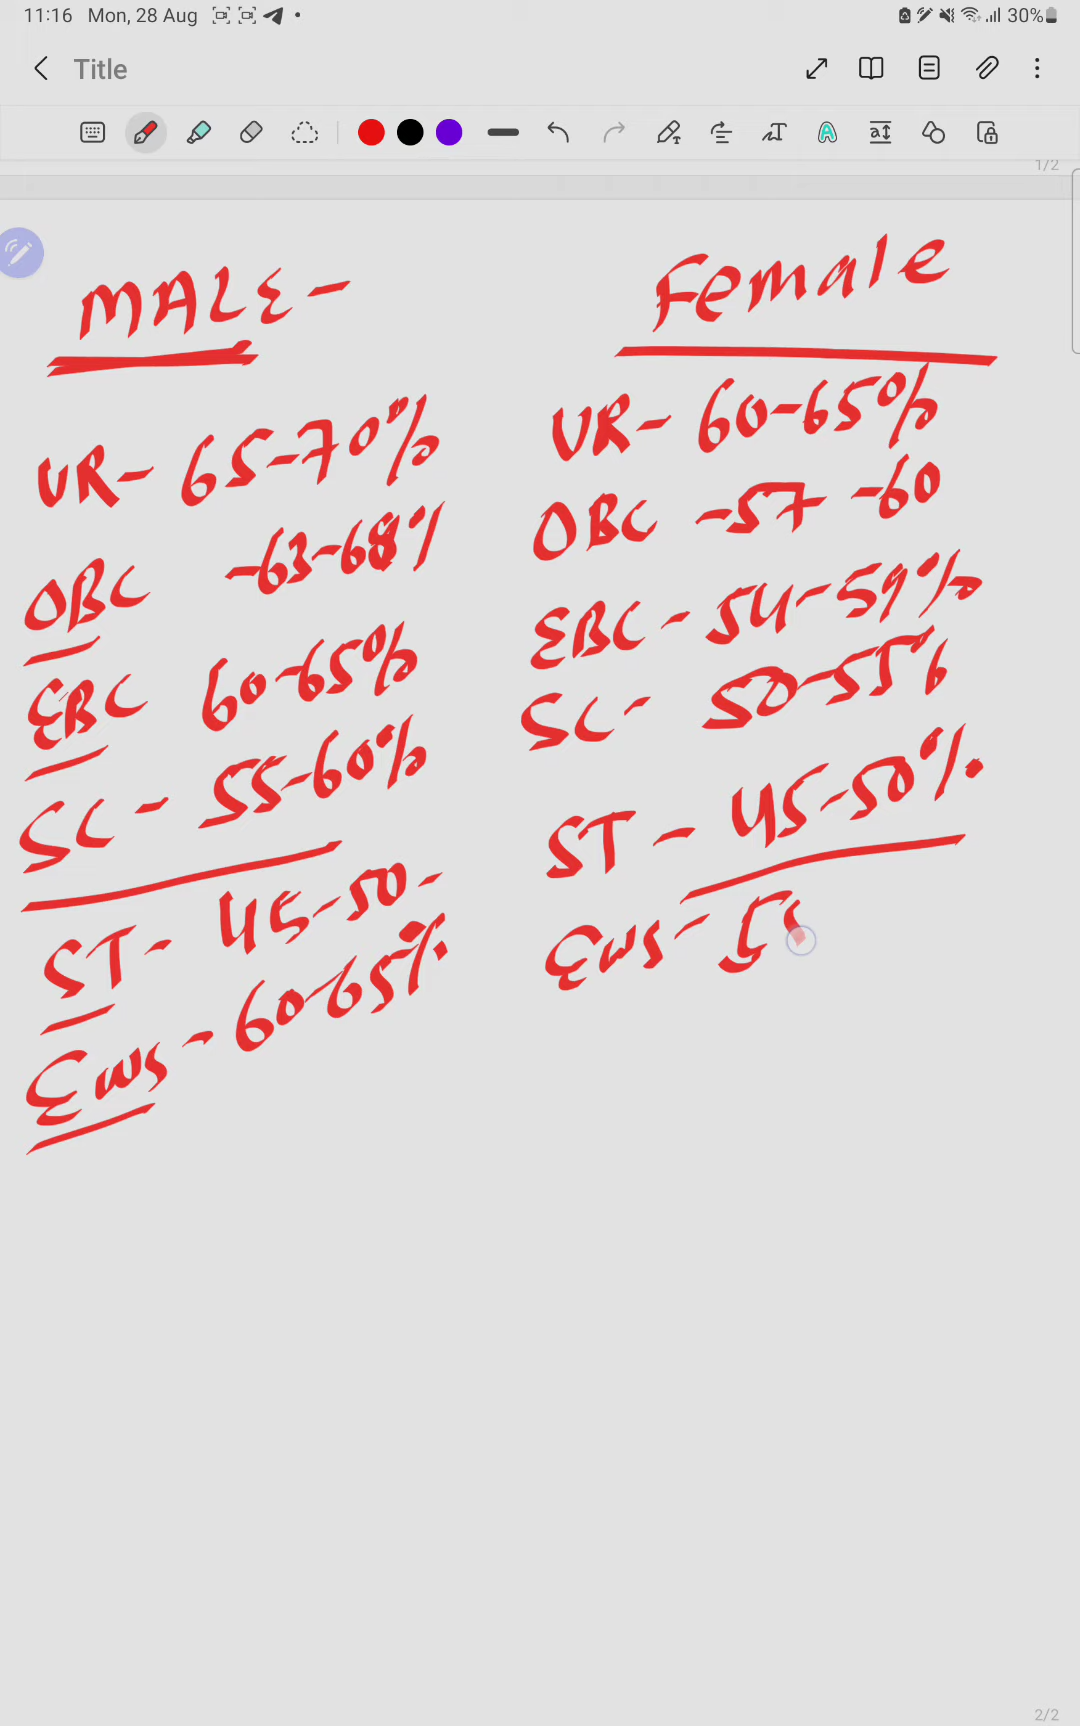 11:16 Mon, 28 Aug 30%
Title
1/2
MALE-
UR- 65-70%
OBC -63-68%
EBC 60-65%
SC- 55-60%
ST- 45-50-
EWS- 60-65%
Female
UR- 60-65%
OBC -57 -60
EBC- 54-59%
SC- 50-55%
ST- 45-50%
EWS-
2/2